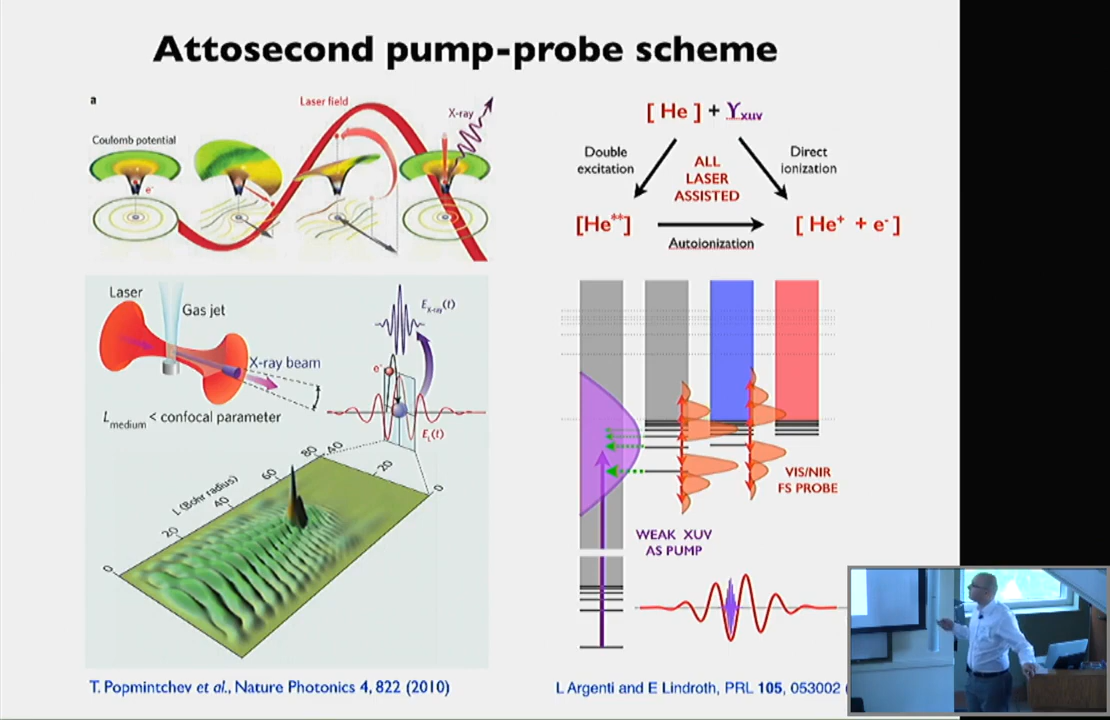 Attosecond pump-probe scheme
a
Laser field
X-ray
Coulomb potential
e⁻
Laser
Gas jet
X-ray beam
L_medium < confocal parameter
E_X-ray(t)
e⁻
E_L(t)
L (Bohr radius)
0
20
40
60
80
40
20
0
T. Popmintchev et al., Nature Photonics 4, 822 (2010)
[ He ] + γ_XUV
Double
excitation
ALL
LASER
ASSISTED
Direct
ionization
[He**]
[ He⁺ + e⁻ ]
Autoionization
VIS/NIR
FS PROBE
WEAK XUV
AS PUMP
L Argenti and E Lindroth, PRL 105, 053002 (